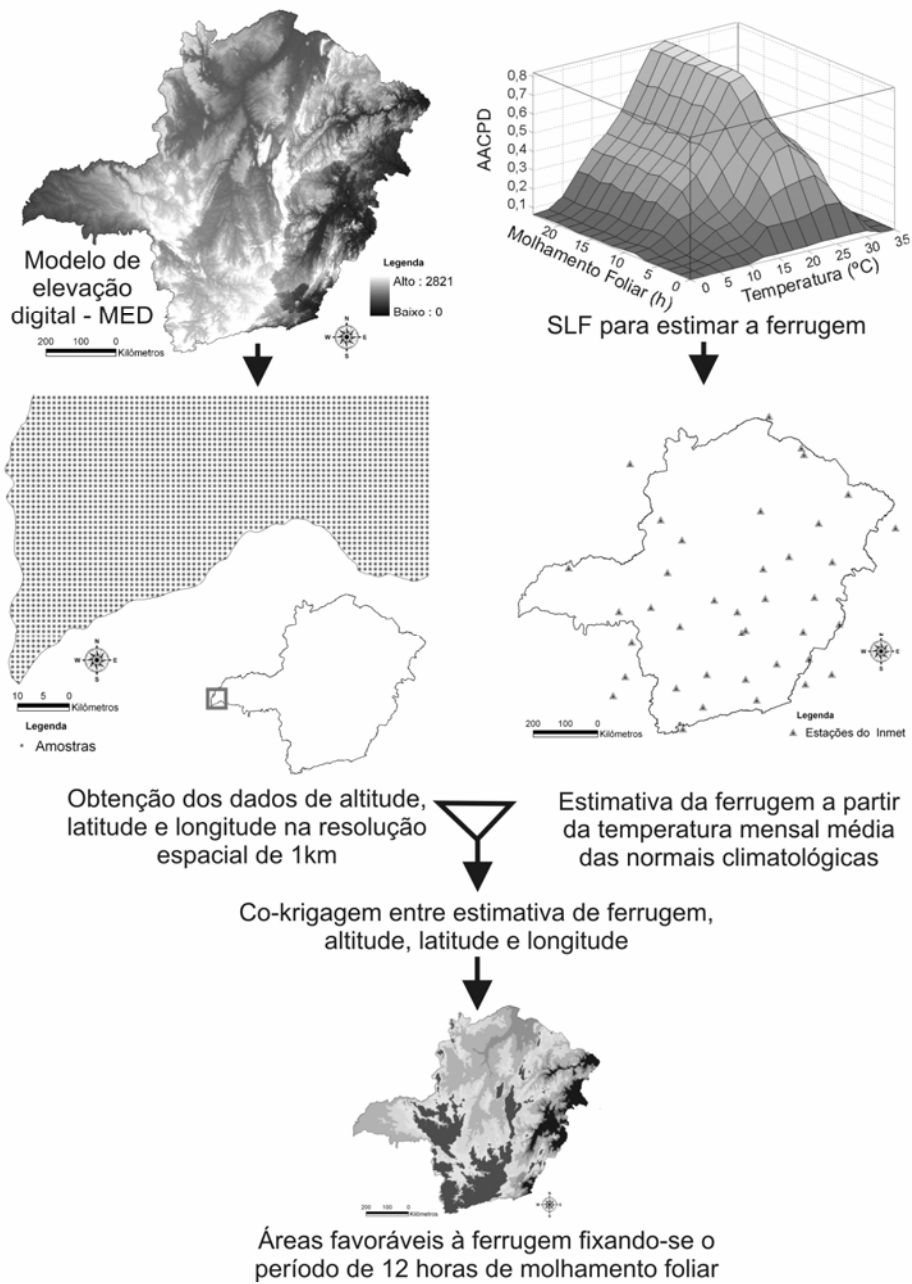 Modelo de
elevação
digital - MED
Legenda
Alto : 2821
Baixo : 0
200 100 0
Kilômetros
N
W E
S
AACPD
0,8
0,7
0,6
0,5
0,4
0,3
0,2
0,1
20
15
10
5
0
Molhamento Foliar (h)
0 5 10 15 20 25 30 35
Temperatura (ºC)
SLF para estimar a ferrugem
N
W E
S
10 5 0
Kilômetros
Legenda
Amostras
N
W E
S
200 100 0
Kilômetros
Legenda
Estações do Inmet
Obtenção dos dados de altitude,
latitude e longitude na resolução
espacial de 1km
Estimativa da ferrugem a partir
da temperatura mensal média
das normais climatológicas
Co-krigagem entre estimativa de ferrugem,
altitude, latitude e longitude
200 100 0
Kilômetros
N
W E
S
Áreas favoráveis à ferrugem fixando-se o
período de 12 horas de molhamento foliar